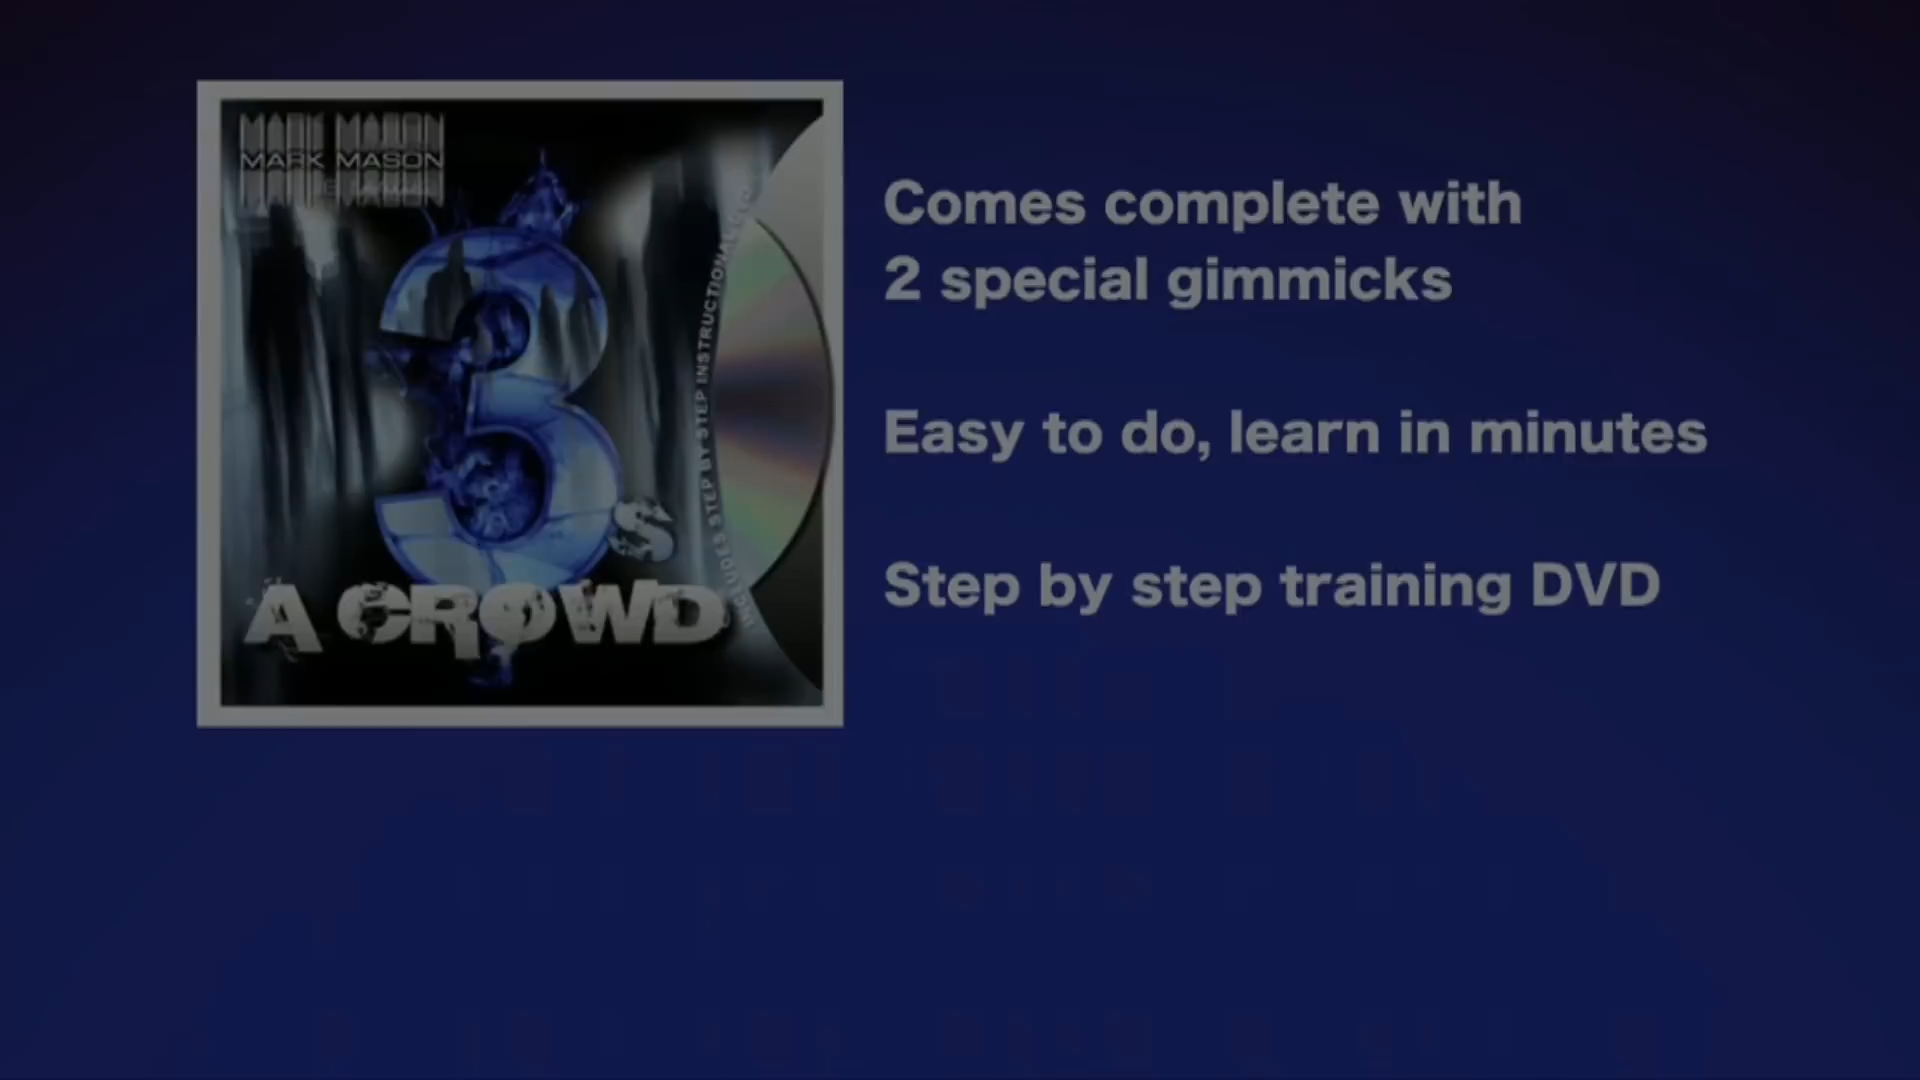 MARK MASON
3s
A CROWD
INCLUDES STEP BY STEP INSTRUCTIONAL
Comes complete with
2 special gimmicks
Easy to do, learn in minutes
Step by step training DVD